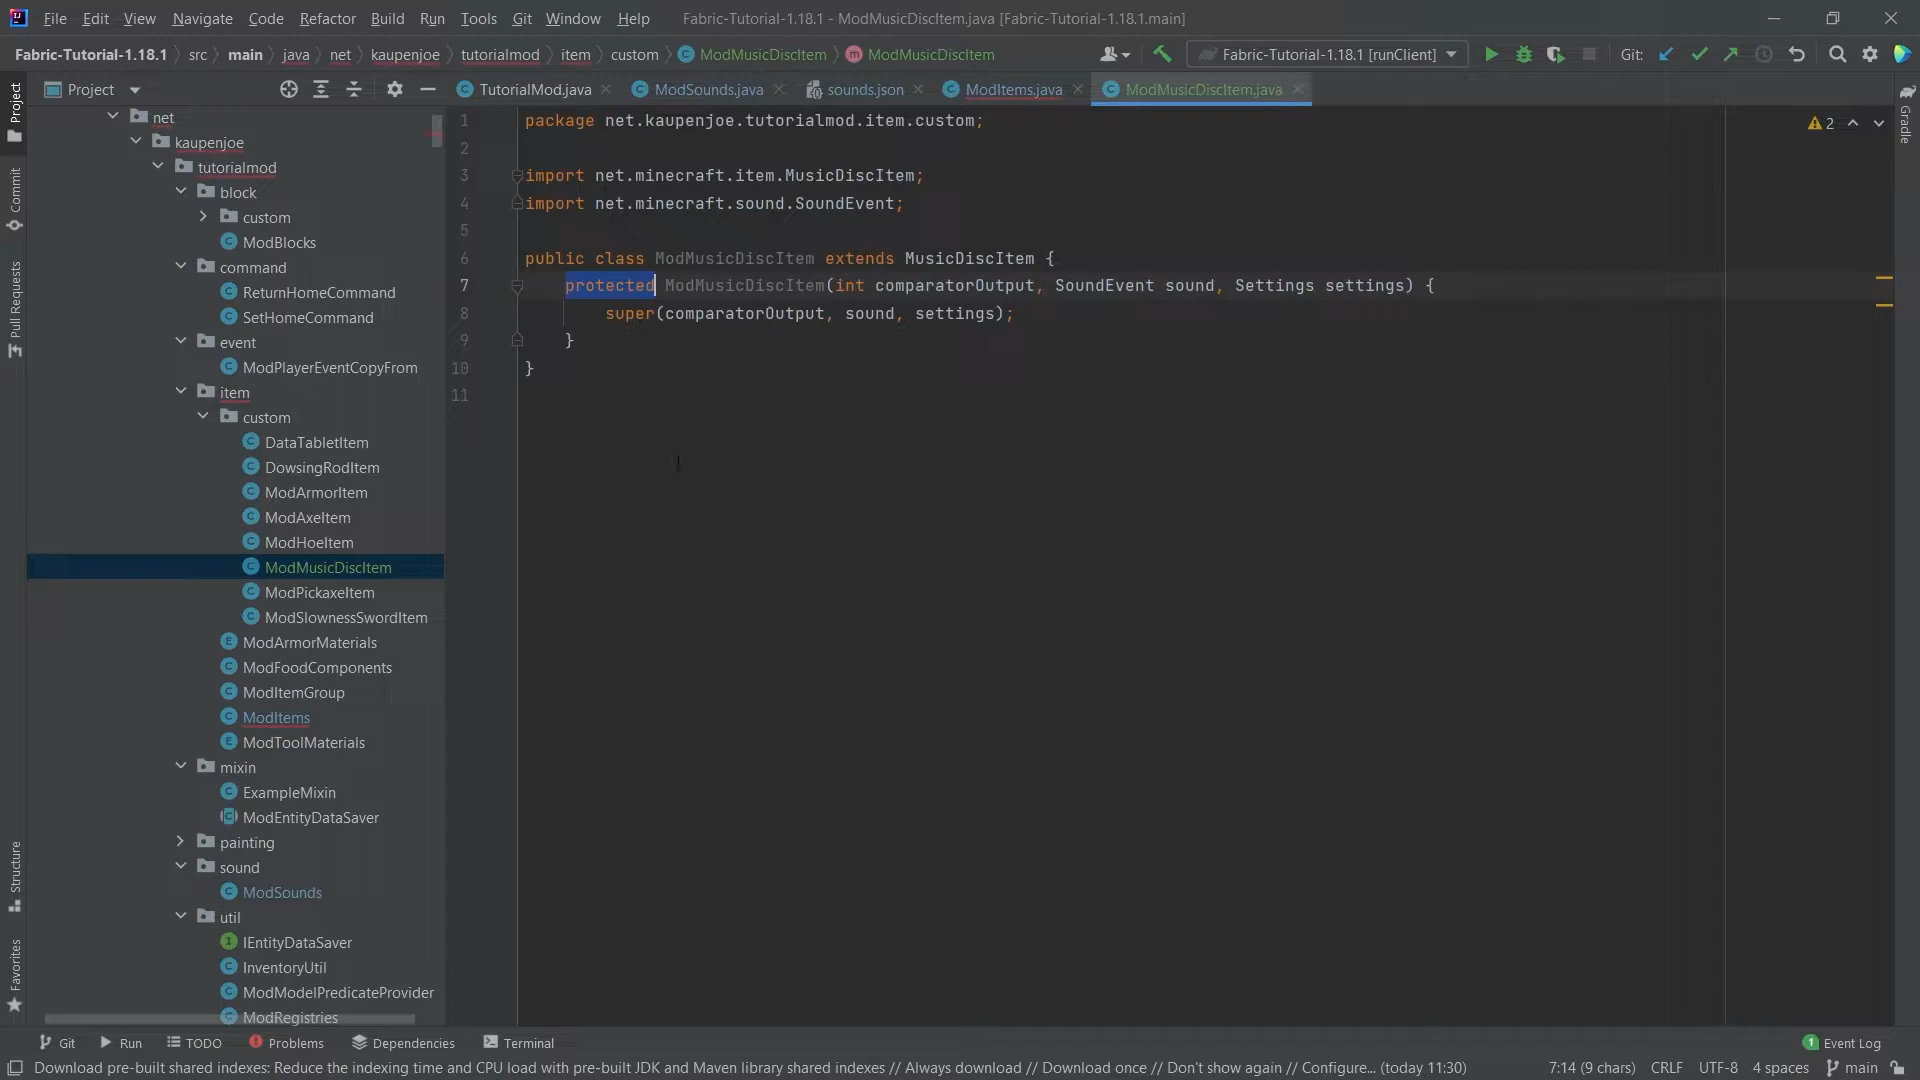 File Edit View Navigate Code Refactor Build Run Tools Git Window Help Fabric-Tutorial-1.18.1 - ModMusicDiscItem.java [Fabric-Tutorial-1.18.1.main]
Fabric-Tutorial-1.18.1 src main java net kaupenjoe tutorialmod item custom ModMusicDiscItem ModMusicDiscItem Fabric-Tutorial-1.18.1 [runClient] Git:
Project TutorialMod.java ModSounds.java sounds.json ModItems.java ModMusicDiscItem.java
Project
Commit
Pull Requests
Structure
Favorites
Gradle
net
kaupenjoe
tutorialmod
block
custom
ModBlocks
command
ReturnHomeCommand
SetHomeCommand
event
ModPlayerEventCopyFrom
item
custom
DataTabletItem
DowsingRodItem
ModArmorItem
ModAxeItem
ModHoeItem
ModMusicDiscItem
ModPickaxeItem
ModSlownessSwordItem
ModArmorMaterials
ModFoodComponents
ModItemGroup
ModItems
ModToolMaterials
mixin
ExampleMixin
ModEntityDataSaver
painting
sound
ModSounds
util
IEntityDataSaver
InventoryUtil
ModModelPredicateProvider
ModRegistries
1 package net.kaupenjoe.tutorialmod.item.custom;
2
3 import net.minecraft.item.MusicDiscItem;
4 import net.minecraft.sound.SoundEvent;
5
6 public class ModMusicDiscItem extends MusicDiscItem {
7 protected ModMusicDiscItem(int comparatorOutput, SoundEvent sound, Settings settings) {
8 super(comparatorOutput, sound, settings);
9 }
10 }
11
2
Git Run TODO Problems Dependencies Terminal 1 Event Log
Download pre-built shared indexes: Reduce the indexing time and CPU load with pre-built JDK and Maven library shared indexes // Always download // Download once // Don't show again // Configure... (today 11:30) 7:14 (9 chars) CRLF UTF-8 4 spaces main